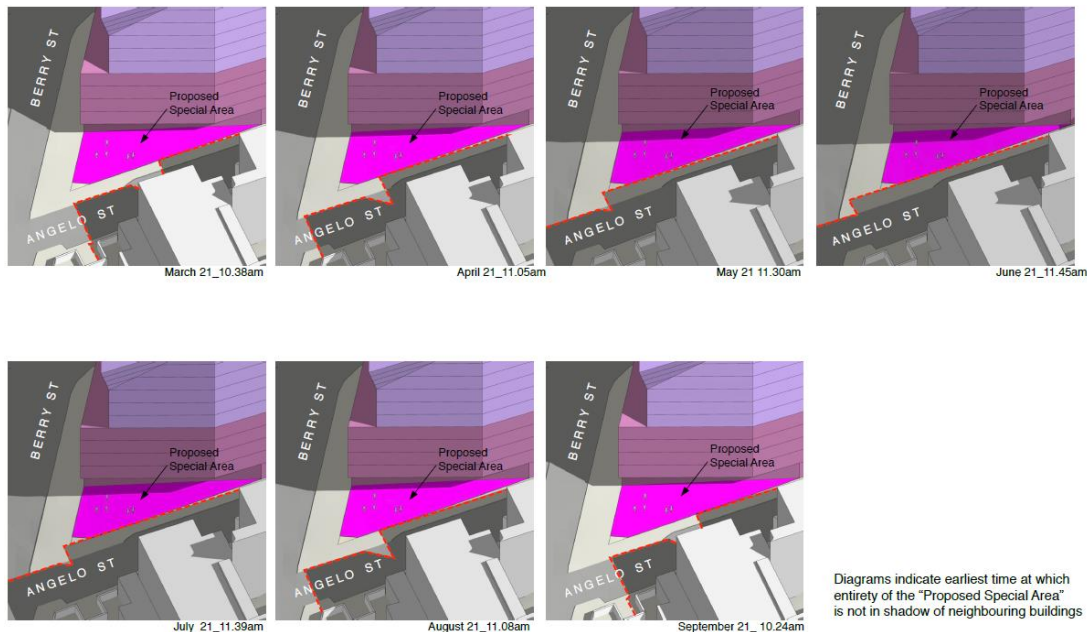 BERRY ST
Proposed
Special Area
ANGELO ST
March 21_10.38am
BERRY ST
Proposed
Special Area
ANGELO ST
April 21_11.05am
BERRY ST
Proposed
Special Area
ANGELO ST
May 21 11.30am
BERRY ST
Proposed
Special Area
ANGELO ST
June 21_11.45am
BERRY ST
Proposed
Special Area
ANGELO ST
July 21_11.39am
BERRY ST
Proposed
Special Area
ANGELO ST
August 21_11.08am
BERRY ST
Proposed
Special Area
ANGELO ST
September 21_ 10.24am
Diagrams indicate earliest time at which
entirety of the "Proposed Special Area"
is not in shadow of neighbouring buildings